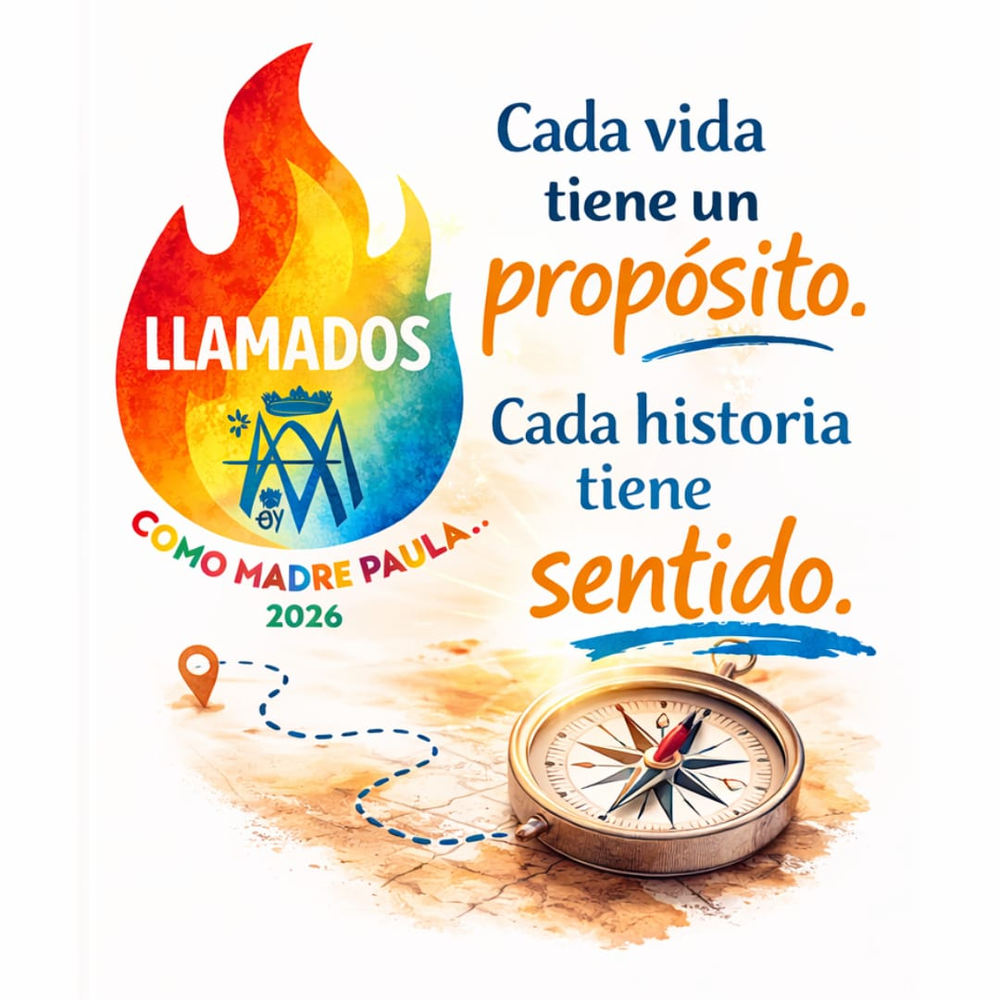 LLAMADOS
COMO MADRE PAULA..
2026
Cada vida
tiene un
propósito.
Cada historia
tiene
sentido.